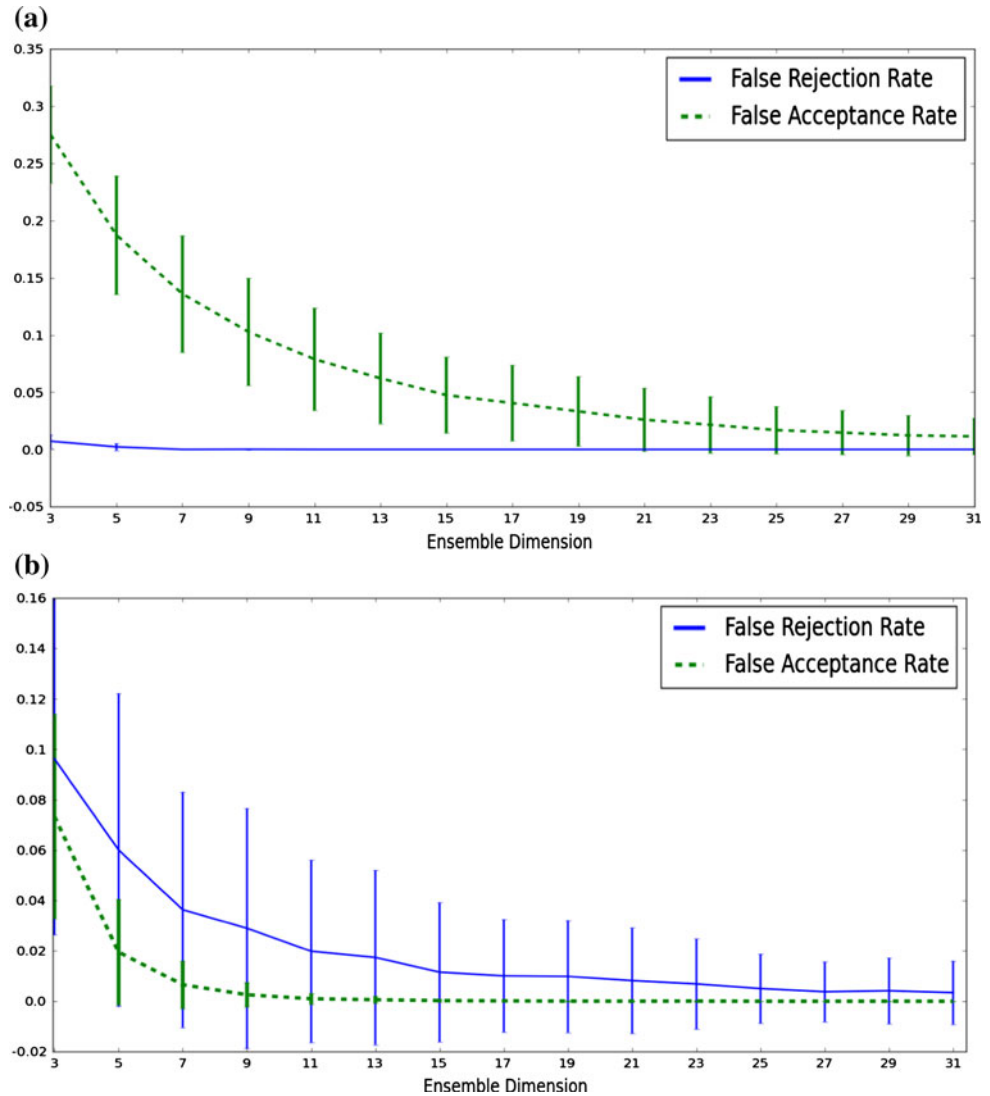 (a)
0.35
0.3
0.25
0.2
0.15
0.1
0.05
0.0
-0.05
False Rejection Rate
False Acceptance Rate
3 5 7 9 11 13 15 17 19 21 23 25 27 29 31
Ensemble Dimension
(b)
0.16
0.14
0.12
0.1
0.08
0.06
0.04
0.02
0.0
-0.02
False Rejection Rate
False Acceptance Rate
3 5 7 9 11 13 15 17 19 21 23 25 27 29 31
Ensemble Dimension